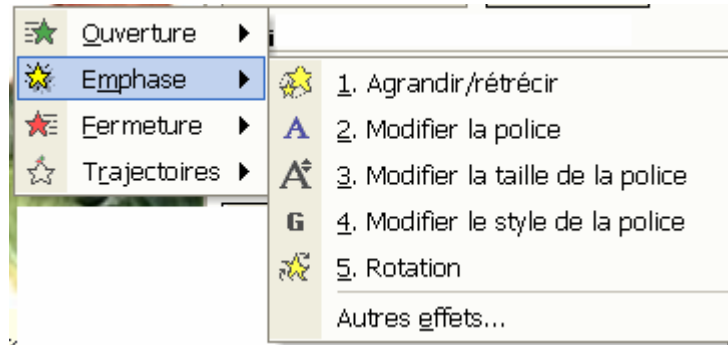 Ouverture
Emphase
Fermeture
Trajectoires
1. Agrandir/rétrécir
2. Modifier la police
3. Modifier la taille de la police
4. Modifier le style de la police
5. Rotation
Autres effets...